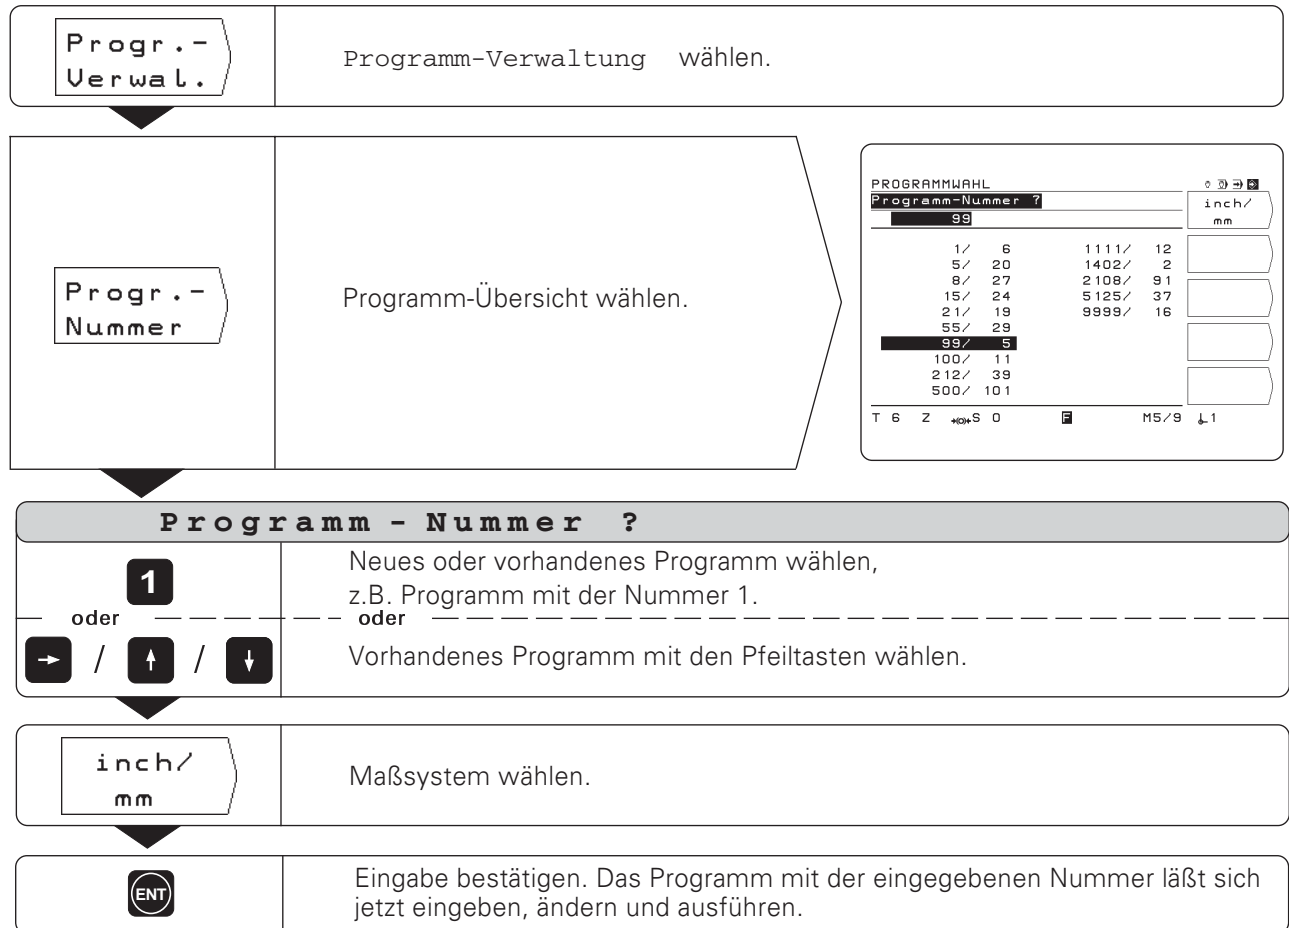 Progr.-
Verwal.
Programm-Verwaltung wählen.
Progr.-
Nummer
Programm-Übersicht wählen.
PROGRAMMWAHL
Programm-Nummer ?
99
inch/
mm
1/ 6 1111/ 12
5/ 20 1402/ 2
8/ 27 2108/ 91
15/ 24 5125/ 37
21/ 19 9999/ 16
55/ 29
99/ 5
100/ 11
212/ 39
500/ 101
T 6 Z S 0 F M5/9 1
Programm-Nummer ?
1
Neues oder vorhandenes Programm wählen,
z.B. Programm mit der Nummer 1.
oder oder
/ /
Vorhandenes Programm mit den Pfeiltasten wählen.
inch/
mm
Maßsystem wählen.
ENT
Eingabe bestätigen. Das Programm mit der eingegebenen Nummer läßt sich
jetzt eingeben, ändern und ausführen.